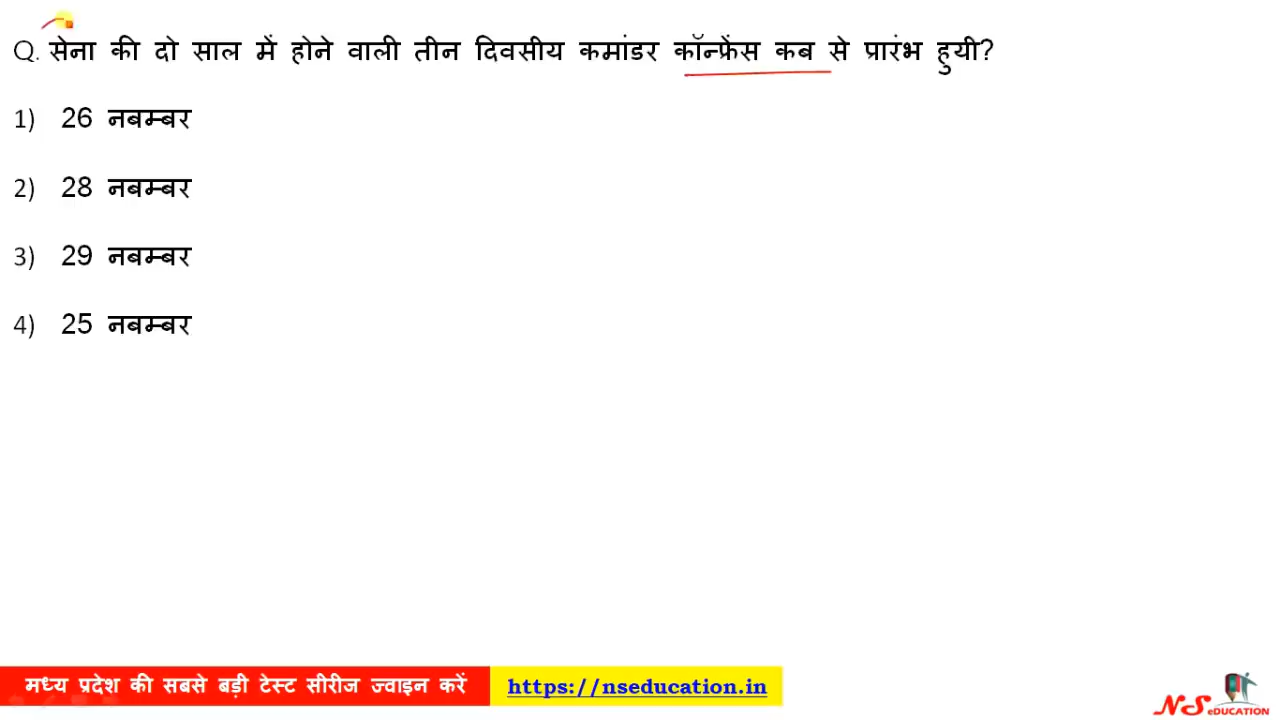 Q. सेना की दो साल में होने वाली तीन दिवसीय कमांडर कॉन्फ्रेंस कब से प्रारंभ हुयी?
1) 26 नबम्बर
2) 28 नबम्बर
3) 29 नबम्बर
4) 25 नबम्बर
मध्य प्रदेश की सबसे बड़ी टेस्ट सीरीज ज्वाइन करें https://nseducation.in
NS eDUCATION